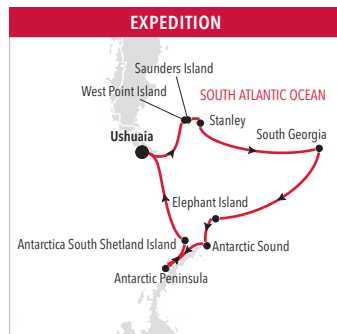 EXPEDITION
Saunders Island
West Point Island
SOUTH ATLANTIC OCEAN
Stanley
Ushuaia
South Georgia
Elephant Island
Antarctica South Shetland Island
Antarctic Sound
Antarctic Peninsula